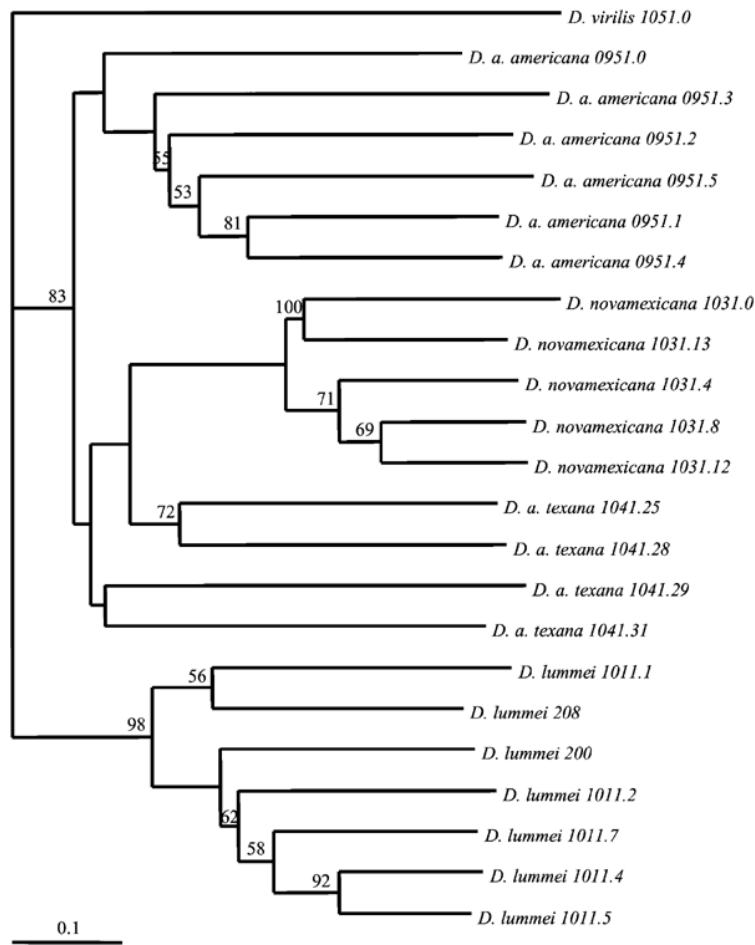 D. virilis 1051.0
D. a. americana 0951.0
D. a. americana 0951.3
D. a. americana 0951.2
55
D. a. americana 0951.5
53
D. a. americana 0951.1
81
D. a. americana 0951.4
83
D. novamexicana 1031.0
100
D. novamexicana 1031.13
D. novamexicana 1031.4
71
D. novamexicana 1031.8
69
D. novamexicana 1031.12
D. a. texana 1041.25
72
D. a. texana 1041.28
D. a. texana 1041.29
D. a. texana 1041.31
D. lummei 1011.1
56
D. lummei 208
98
D. lummei 200
D. lummei 1011.2
62
D. lummei 1011.7
58
D. lummei 1011.4
92
D. lummei 1011.5
0.1